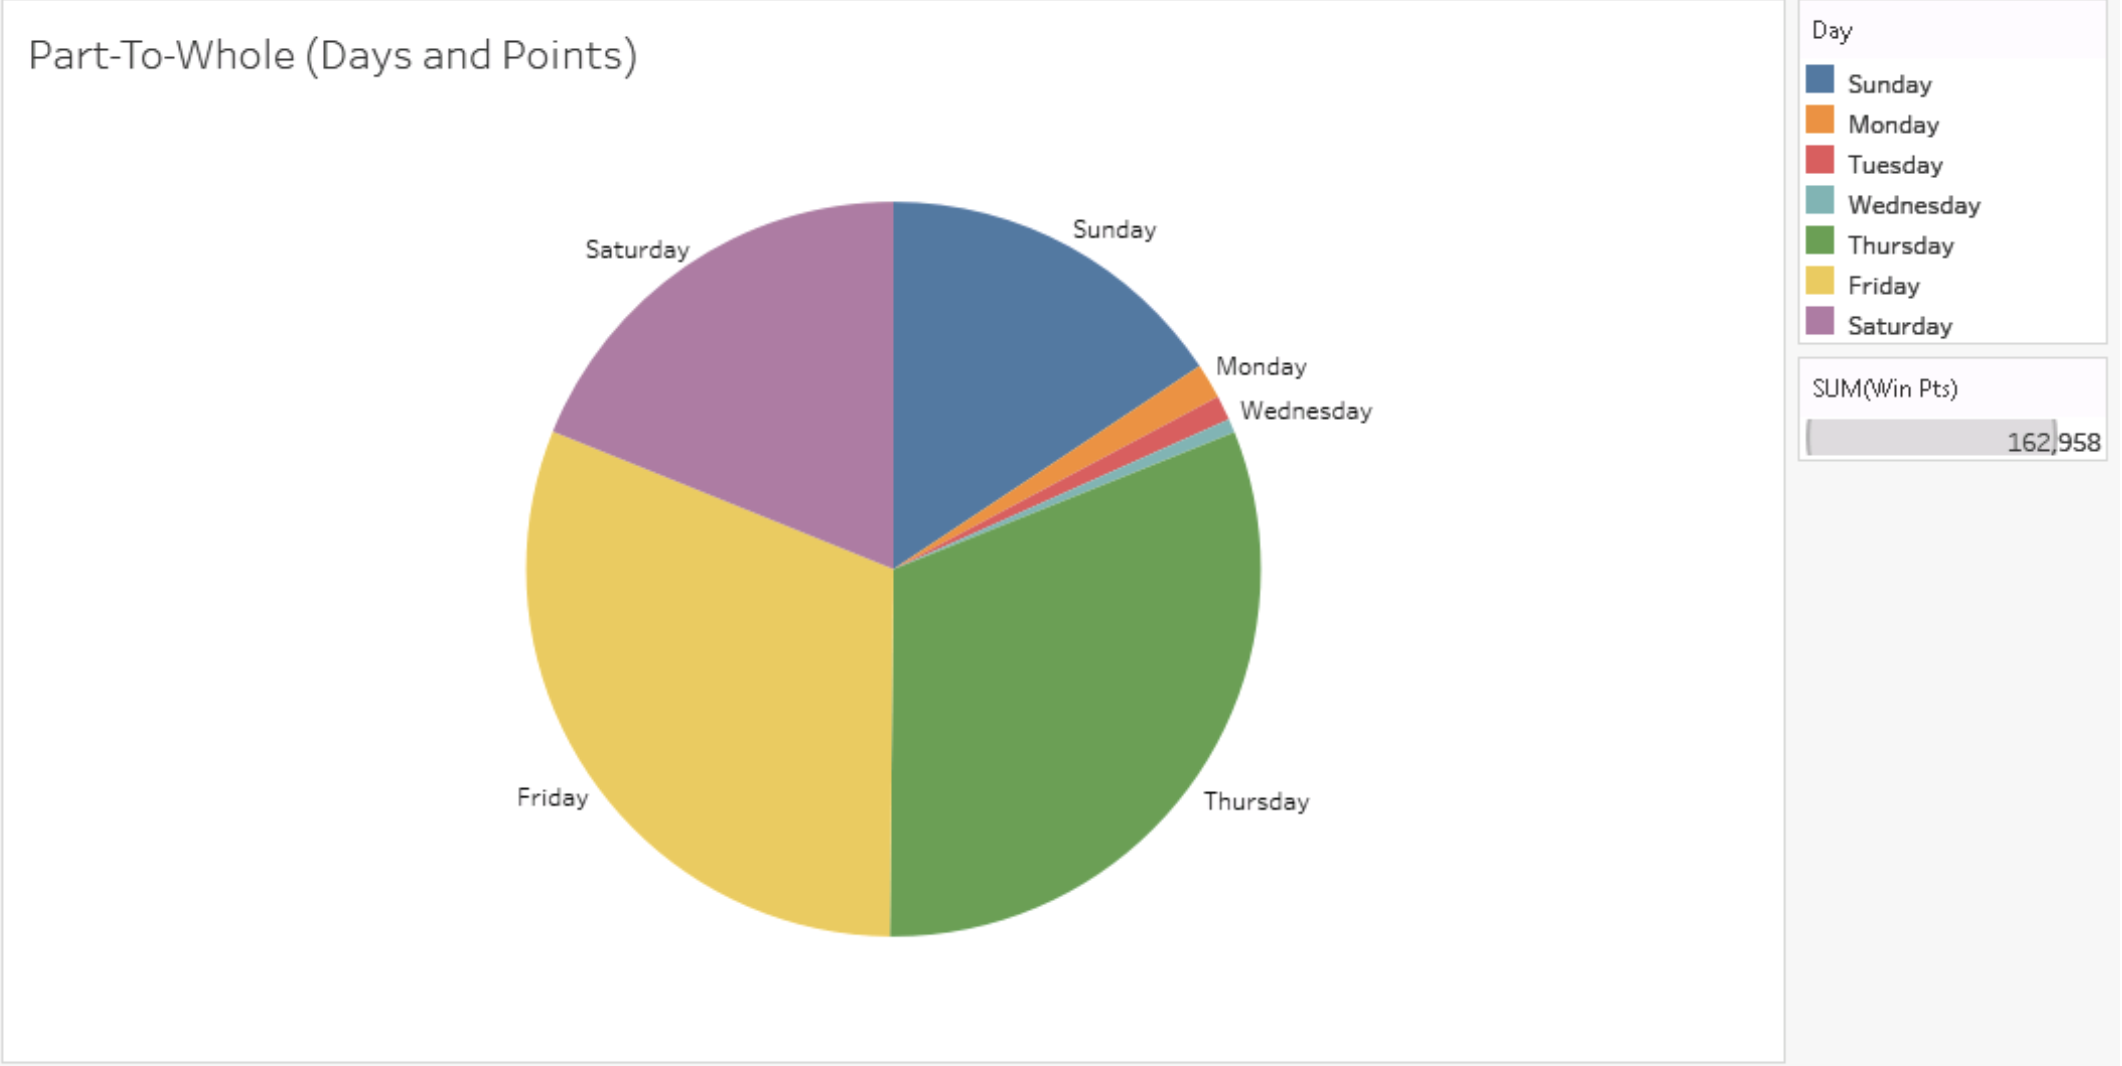 Part-To-Whole (Days and Points)
Saturday
Sunday
Monday
Wednesday
Friday
Thursday
Day
Sunday
Monday
Tuesday
Wednesday
Thursday
Friday
Saturday
SUM(Win Pts)
162,958